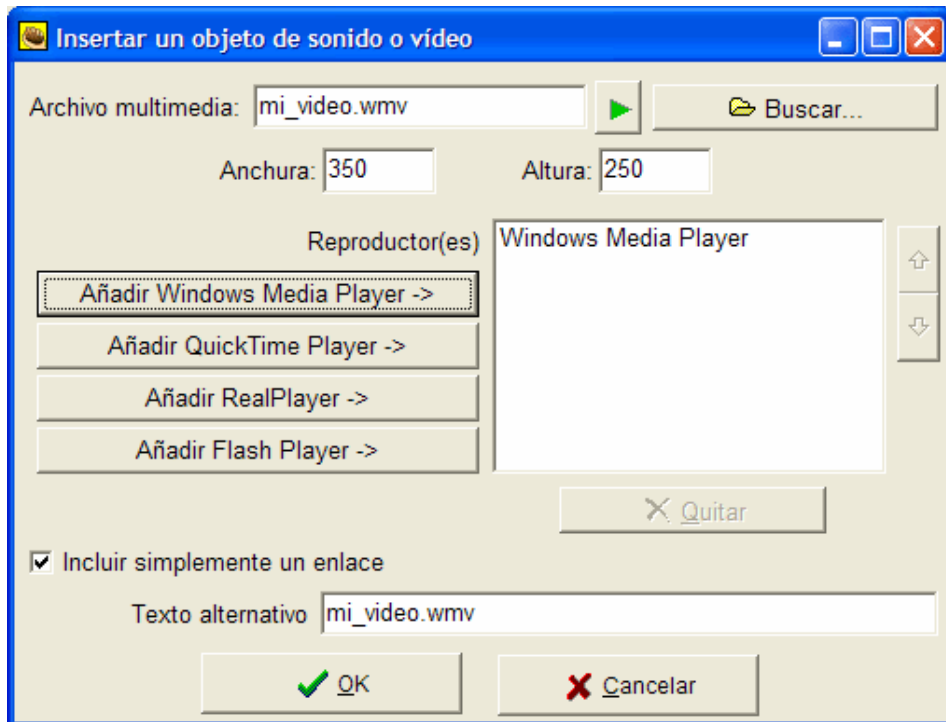 Insertar un objeto de sonido o vídeo
Archivo multimedia: mi_video.wmv Buscar...
Anchura: 350 Altura: 250
Reproductor(es) Windows Media Player
Añadir Windows Media Player ->
Añadir QuickTime Player ->
Añadir RealPlayer ->
Añadir Flash Player ->
Quitar
Incluir simplemente un enlace
Texto alternativo mi_video.wmv
OK Cancelar